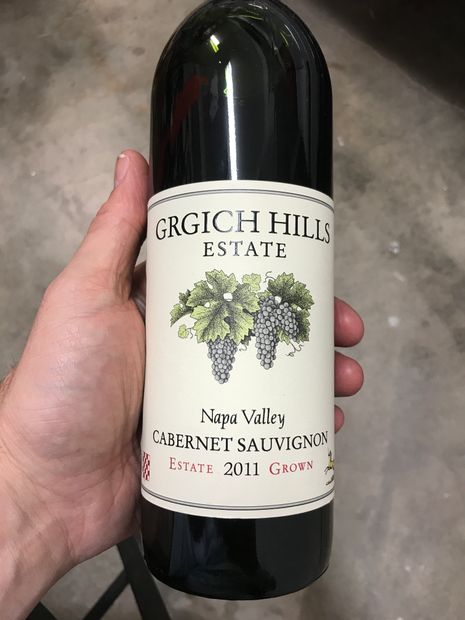 GRGICH HILLS
ESTATE
Napa Valley
CABERNET SAUVIGNON
ESTATE 2011 GROWN